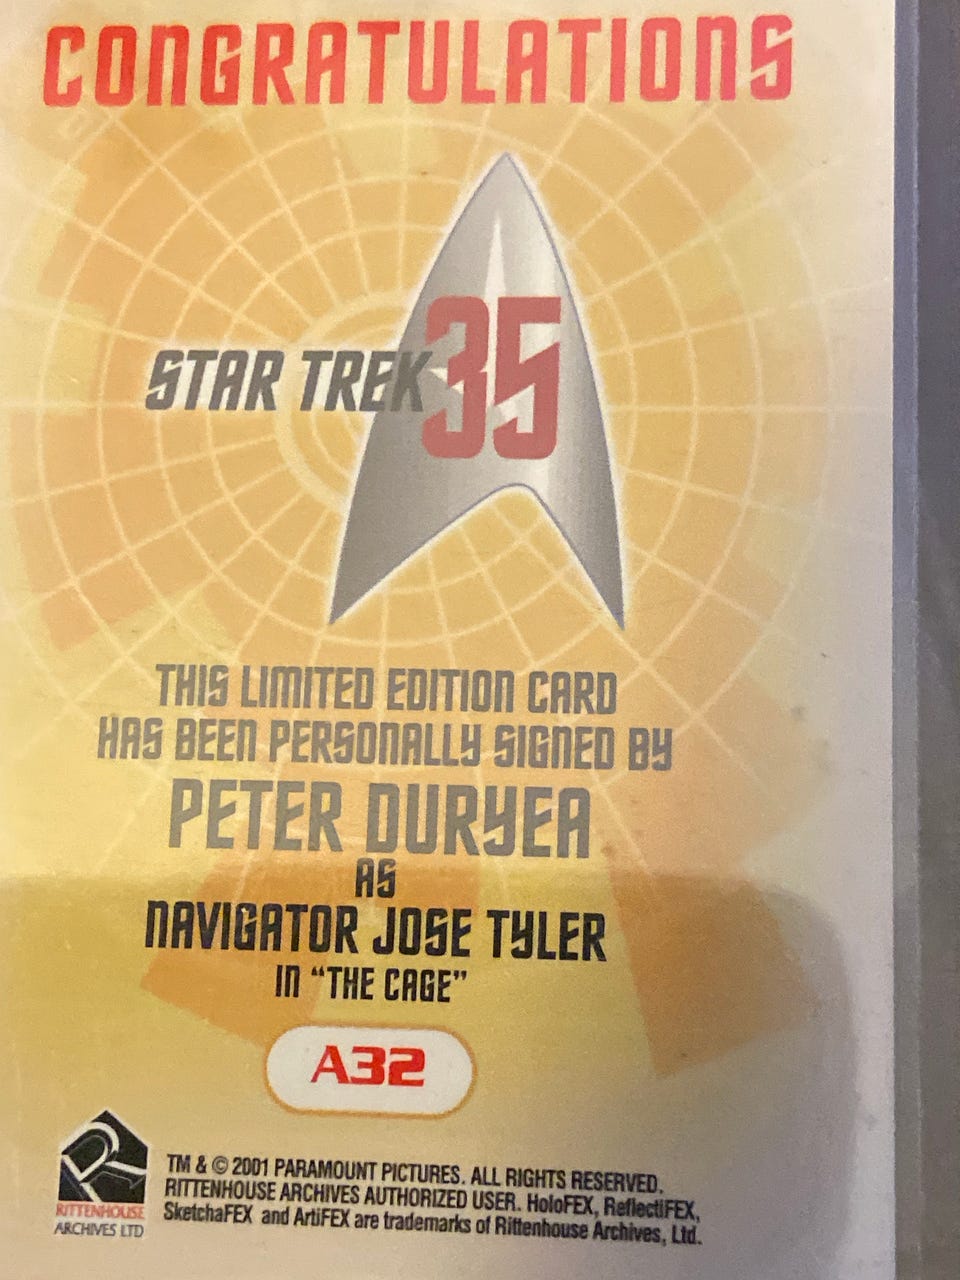 CONGRATULATIONS
STAR TREK 35
THIS LIMITED EDITION CARD
HAS BEEN PERSONALLY SIGNED BY
PETER DURYEA
AS
NAVIGATOR JOSE TYLER
IN “THE CAGE”
A32
RITTENHOUSE
ARCHIVES LTD
TM & © 2001 PARAMOUNT PICTURES. ALL RIGHTS RESERVED.
RITTENHOUSE ARCHIVES AUTHORIZED USER. HoloFEX, ReflectiFEX,
SketchaFEX and ArtiFEX are trademarks of Rittenhouse Archives, Ltd.